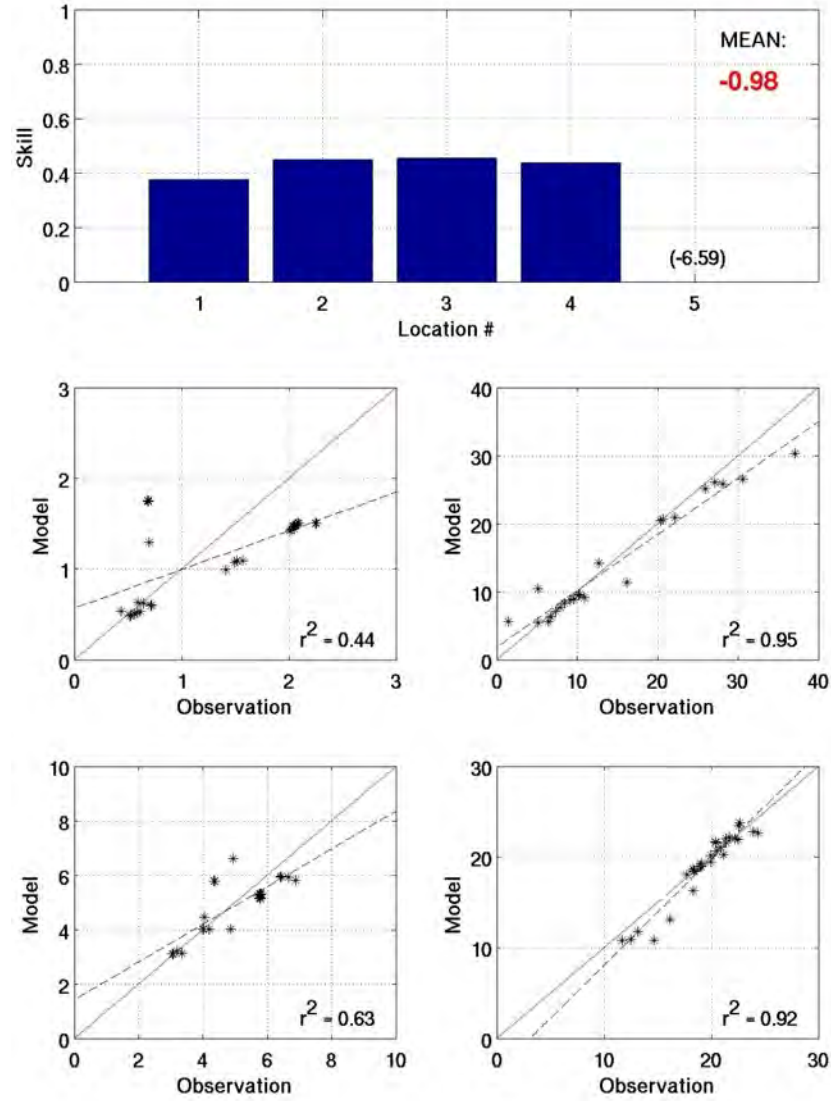 1
0.8
0.6
0.4
0.2
0
Skill
MEAN:
-0.98
(-6.59)
1 2 3 4 5
Location #
3
2
1
0
Model
r² = 0.44
0 1 2 3
Observation
40
30
20
10
0
Model
r² = 0.95
0 10 20 30 40
Observation
10
8
6
4
2
0
Model
r² = 0.63
0 2 4 6 8 10
Observation
30
20
10
0
Model
r² = 0.92
0 10 20 30
Observation